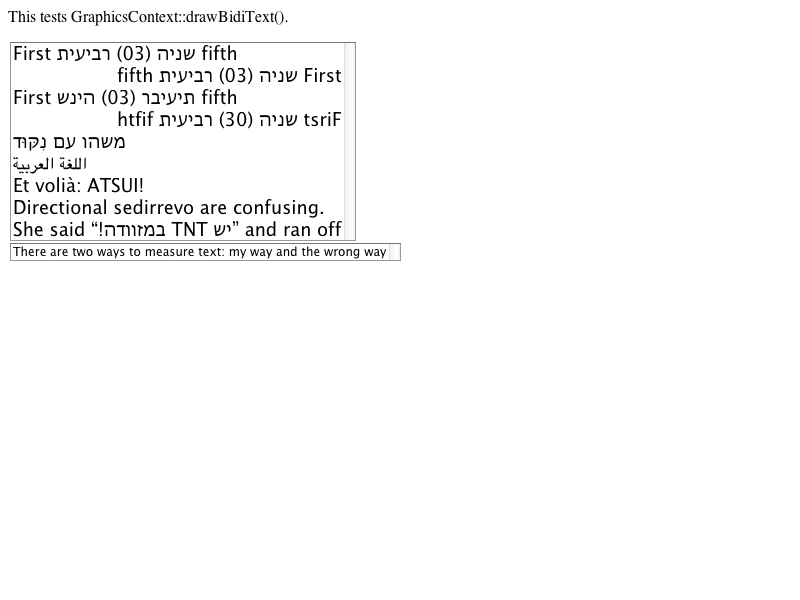 This tests GraphicsContext::drawBidiText().
First שניה (03) רביעית fifth
First שניה (03) רביעית fifth
First תיעיבר (03) הינש fifth
tsriF שניה (30) רביעית htfif
משהו עם נִקּוּד
اللغة العربية
Et volià: ATSUI!
Directional sedirrevo are confusing.
She said “יש TNT במזוודה!” and ran off
There are two ways to measure text: my way and the wrong way